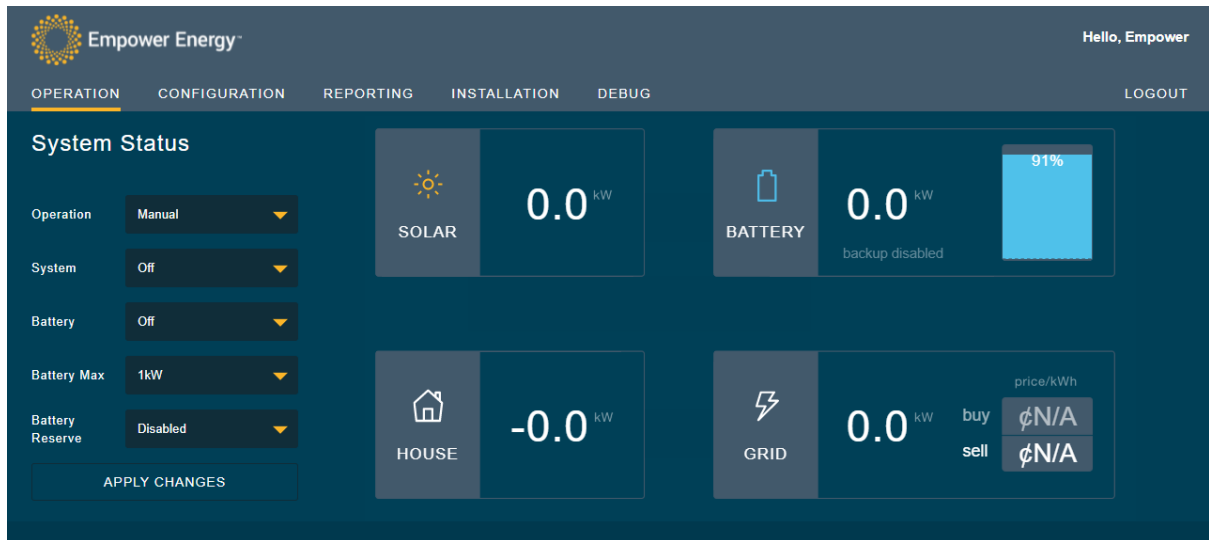 Empower Energy™
Hello, Empower
OPERATION CONFIGURATION REPORTING INSTALLATION DEBUG LOGOUT
System Status
Operation Manual
System Off
Battery Off
Battery Max 1kW
Battery
Reserve Disabled
APPLY CHANGES
SOLAR
0.0 kW
BATTERY
0.0 kW
backup disabled
91%
HOUSE
-0.0 kW
GRID
0.0 kW
price/kWh
buy ¢N/A
sell ¢N/A